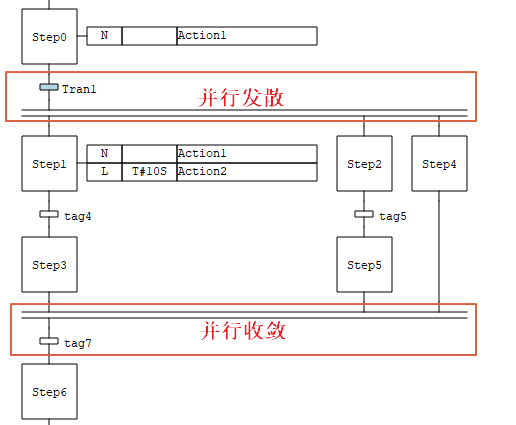 Step0 N Action1
Tran1
并行发散
Step1 N Action1 Step2 Step4
L T#10S Action2
tag4 tag5
Step3 Step5
并行收敛
tag7
Step6